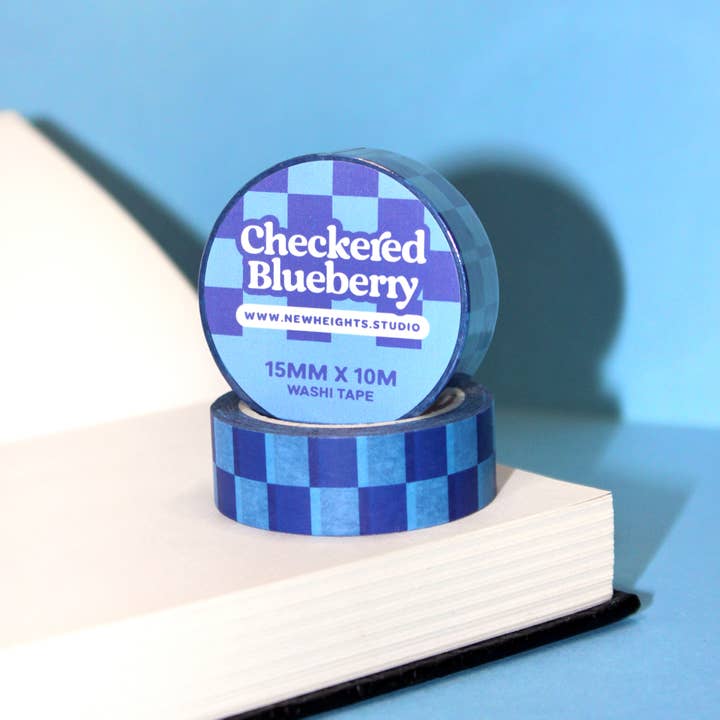 Checkered
Blueberry
WWW.NEWHEIGHTS.STUDIO
15MM X 10M
WASHI TAPE